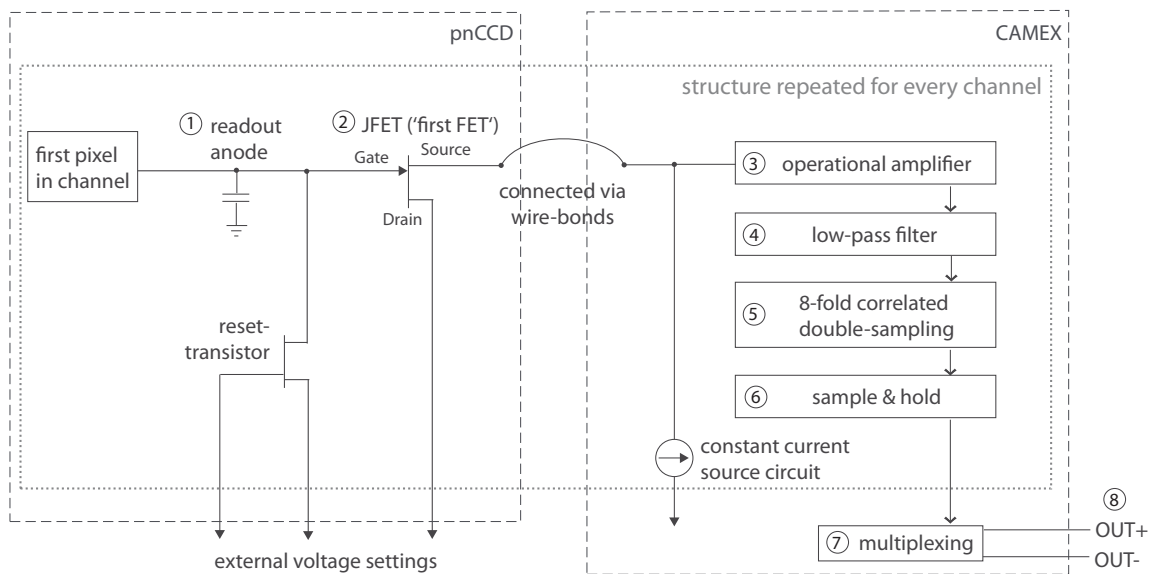 pnCCD
CAMEX
structure repeated for every channel
① readout
anode
② JFET ('first FET')
first pixel
in channel
Gate
Source
Drain
connected via
wire-bonds
③ operational amplifier
④ low-pass filter
⑤ 8-fold correlated
double-sampling
⑥ sample & hold
reset-
transistor
constant current
source circuit
⑦ multiplexing
⑧
OUT+
OUT-
external voltage settings